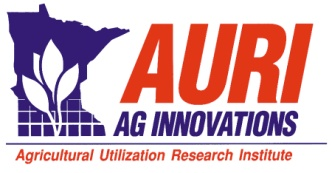 AURI
AG INNOVATIONS
Agricultural Utilization Research Institute